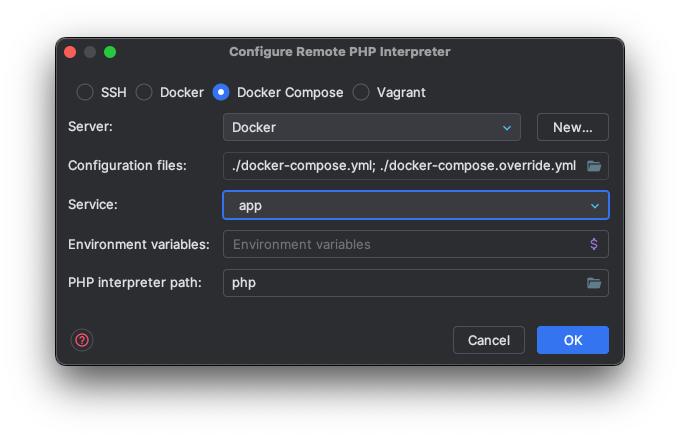 Configure Remote PHP Interpreter
SSH Docker Docker Compose Vagrant
Server: Docker New...
Configuration files: ./docker-compose.yml; ./docker-compose.override.yml
Service: app
Environment variables: Environment variables $
PHP interpreter path: php
? Cancel OK